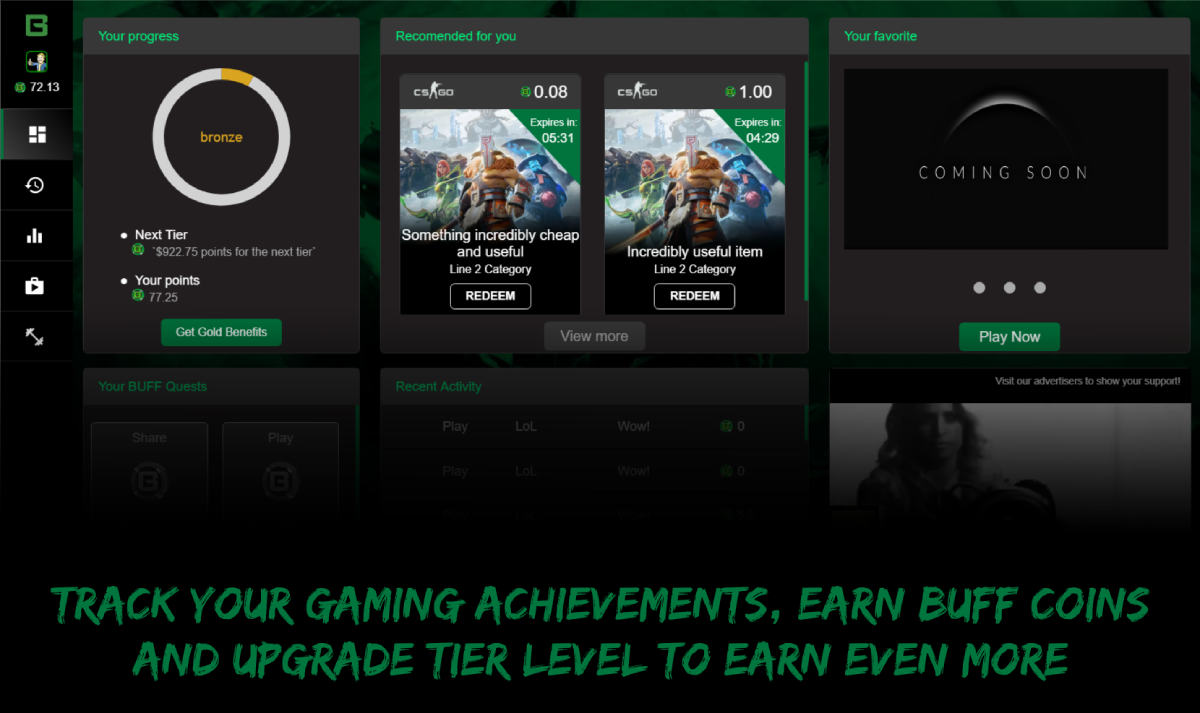 72.13
Your progress
bronze
Next Tier
`$922.75 points for the next tier`
Your points
77.25
Get Gold Benefits
Recomended for you
CS GO
0.08
Expires in:
05:31
Something incredibly cheap
and useful
Line 2 Category
REDEEM
CS GO
1.00
Expires in:
04:29
Incredibly useful item
Line 2 Category
REDEEM
View more
Your favorite
COMING SOON
Play Now
Your BUFF Quests
Share
Play
Recent Activity
Play LoL Wow! 0
Play LoL Wow! 0
Visit our advertisers to show your support!
TRACK YOUR GAMING ACHIEVEMENTS, EARN BUFF COINS
AND UPGRADE TIER LEVEL TO EARN EVEN MORE